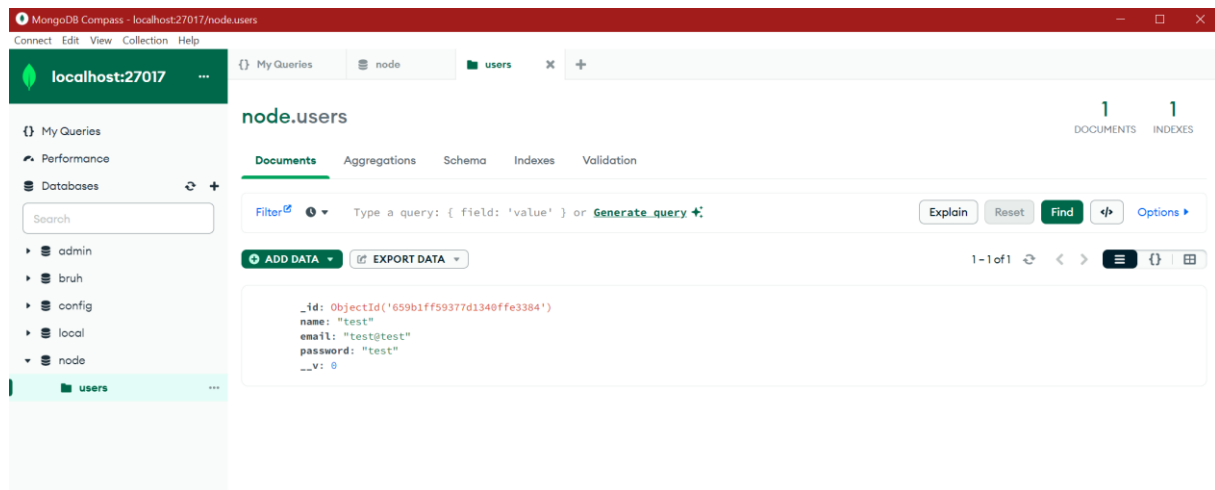 MongoDB Compass - localhost:27017/node.users
Connect Edit View Collection Help
localhost:27017 ...
{} My Queries
Performance
Databases
Search
admin
bruh
config
local
node
users ...
{} My Queries node users
node.users
1 DOCUMENTS 1 INDEXES
Documents Aggregations Schema Indexes Validation
Filter Type a query: { field: 'value' } or Generate query Explain Reset Find </> Options
ADD DATA EXPORT DATA 1-1 of 1 {}
_id: ObjectId('659b1ff59377d1340ffe3384')
name: "test"
email: "test@test"
password: "test"
__v: 0